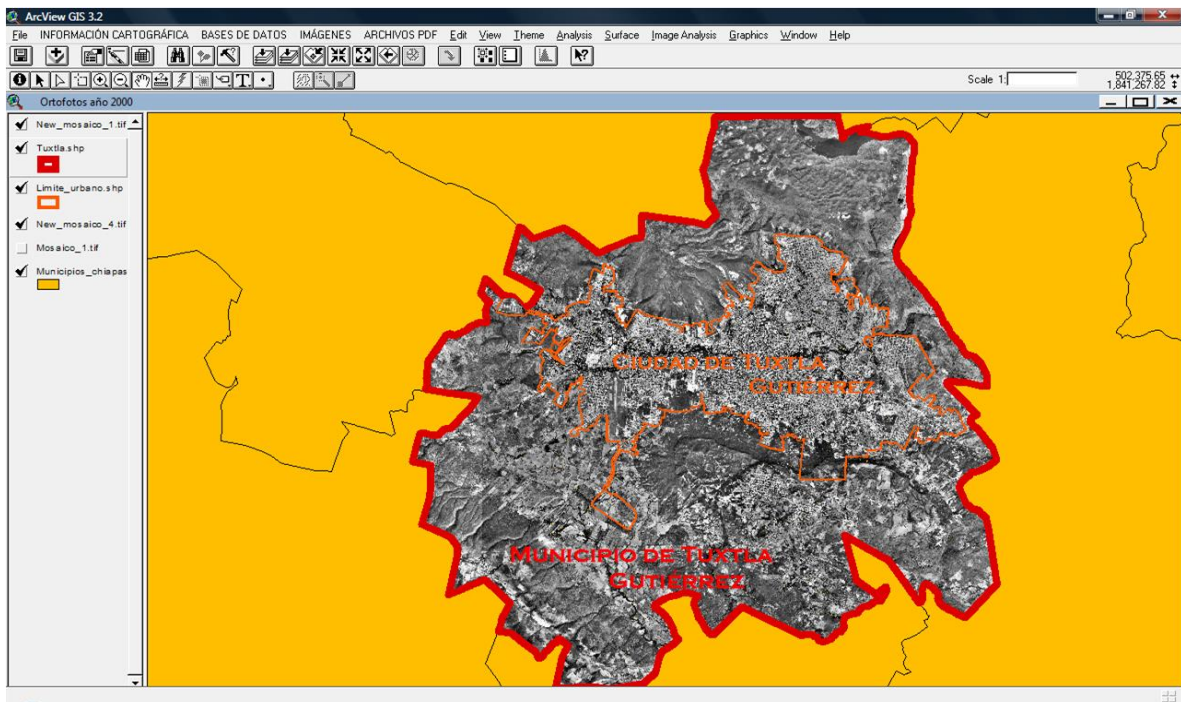 ArcView GIS 3.2
File INFORMACIÓN CARTOGRÁFICA BASES DE DATOS IMÁGENES ARCHIVOS PDF Edit View Theme Analysis Surface Image Analysis Graphics Window Help
Scale 1:
502,375.65
1,841,267.82
Ortofotos año 2000
New_mosaico_1.tif
Tuxtla.shp
Limite_urbano.shp
New_mosaico_4.tif
Mosaico_1.tif
Municipios_chiapas
CIUDAD DE TUXTLA
GUTIÉRREZ
MUNICIPIO DE TUXTLA
GUTIÉRREZ